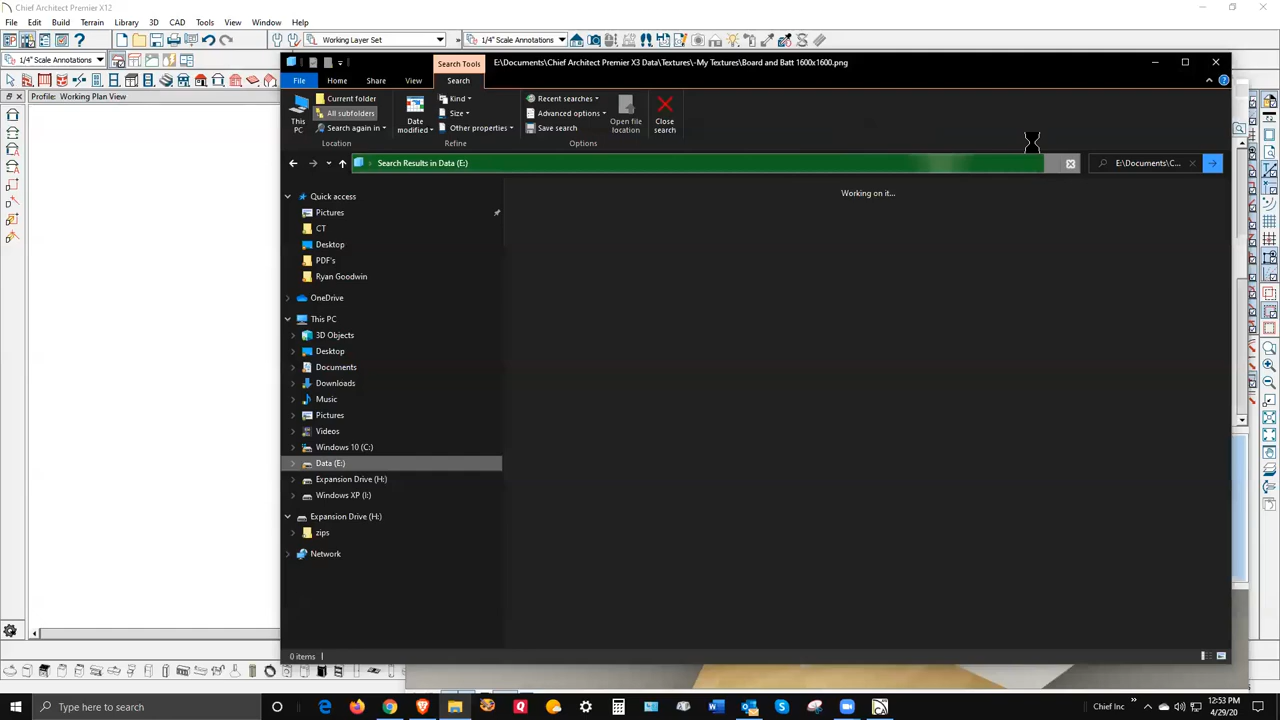 Chief Architect Premier X12
File Edit Build Terrain Library 3D CAD Tools View Window Help
Working Layer Set 1/4" Scale Annotations
1/4" Scale Annotations
Profile: Working Plan View
Search Tools E:\Documents\Chief Architect Premier X3 Data\Textures\-My Textures\Board and Batt 1600x1600.png
File Home Share View Search
This PC
Current folder
All subfolders
Search again in
Location
Date modified
Kind
Size
Other properties
Refine
Recent searches
Advanced options
Save search
Open file location
Options
Close search
Search Results in Data (E:) E:\Documents\C...
Working on it...
Quick access
Pictures
CT
Desktop
PDF's
Ryan Goodwin
OneDrive
This PC
3D Objects
Desktop
Documents
Downloads
Music
Pictures
Videos
Windows 10 (C:)
Data (E:)
Expansion Drive (H:)
Windows XP (I:)
Expansion Drive (H:)
zips
Network
0 items
Type here to search
Chief Inc
12:53 PM
4/29/20